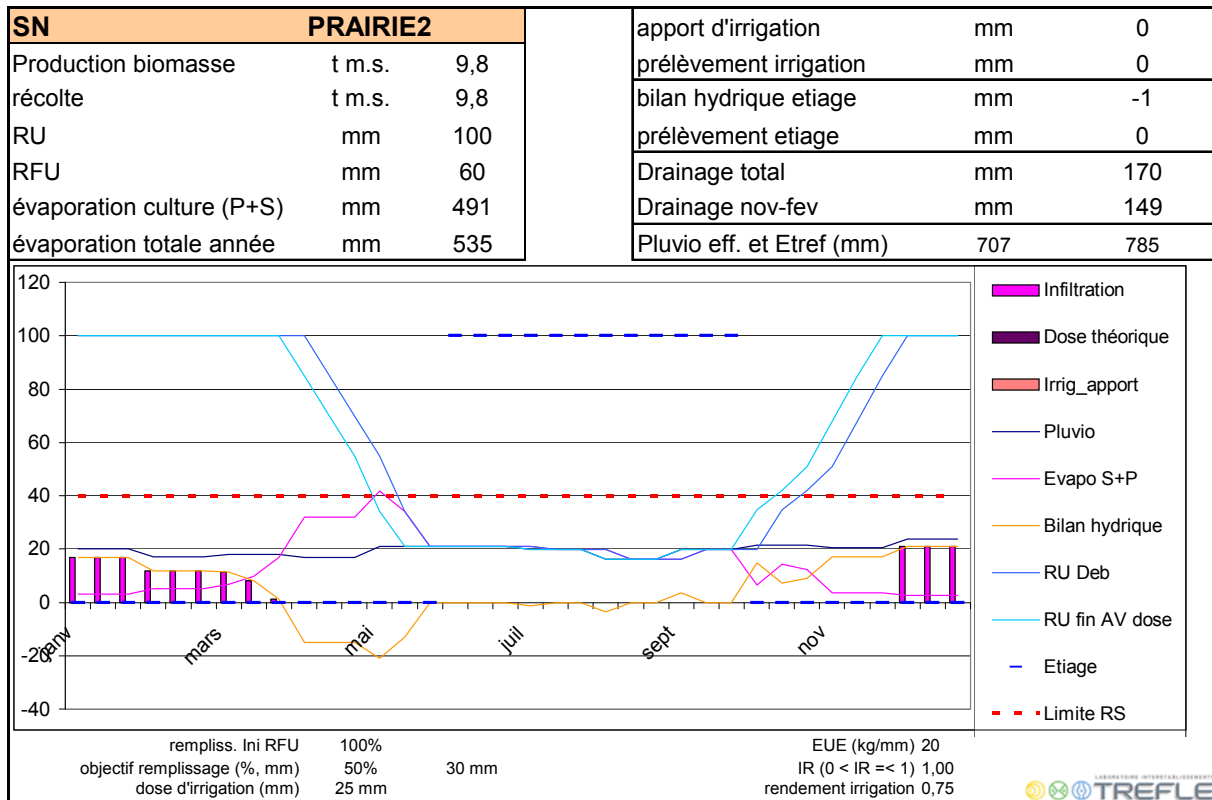 SN PRAIRIE2
Production biomasse t m.s. 9,8
récolte t m.s. 9,8
RU mm 100
RFU mm 60
évaporation culture (P+S) mm 491
évaporation totale année mm 535
apport d'irrigation mm 0
prélèvement irrigation mm 0
bilan hydrique etiage mm -1
prélèvement etiage mm 0
Drainage total mm 170
Drainage nov-fev mm 149
Pluvio eff. et Etref (mm) 707 785
120
100
80
60
40
20
0
-20
-40
janv mars mai juil sept nov
Infiltration
Dose théorique
Irrig_apport
Pluvio
Evapo S+P
Bilan hydrique
RU Deb
RU fin AV dose
Etiage
Limite RS
rempliss. Ini RFU 100%
objectif remplissage (%, mm) 50% 30 mm
dose d'irrigation (mm) 25 mm
EUE (kg/mm) 20
IR (0 < IR =< 1) 1,00
rendement irrigation 0,75
LABORATOIRE INTERETABLISSEMENTS
TREFLE